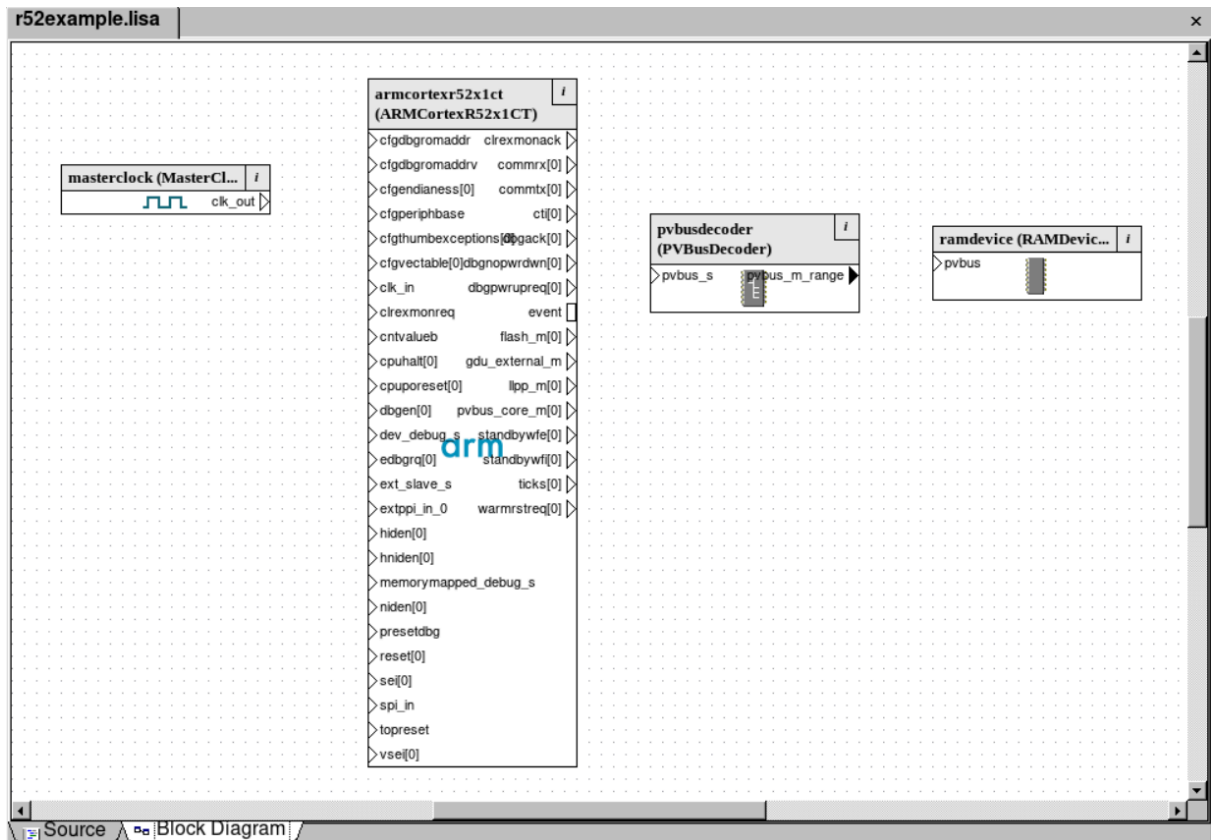 r52example.lisa
masterclock (MasterCl... i
clk_out
armcortexr52x1ct i
(ARMCortexR52x1CT)
cfgdbgromaddr clrexmonack
cfgdbgromaddrv commrx[0]
cfgendianess[0] commtx[0]
cfgperiphbase cti[0]
cfgthumbexceptions[0] dbgack[0]
cfgvectable[0] dbgnopwrdwn[0]
clk_in dbgpwrupreq[0]
clrexmonreq event
cntvalueb flash_m[0]
cpuhalt[0] gdu_external_m
cpuporeset[0] llpp_m[0]
dbgen[0] pvbus_core_m[0]
dev_debug_s standbywfe[0]
arm
edbgrq[0] standbywfi[0]
ext_slave_s ticks[0]
extppi_in_0 warmrstreq[0]
hiden[0]
hniden[0]
memorymapped_debug_s
niden[0]
presetdbg
reset[0]
sei[0]
spi_in
topreset
vsei[0]
pvbusdecoder i
(PVBusDecoder)
pvbus_s pvbus_m_range
ramdevice (RAMDevic... i
pvbus
Source Block Diagram